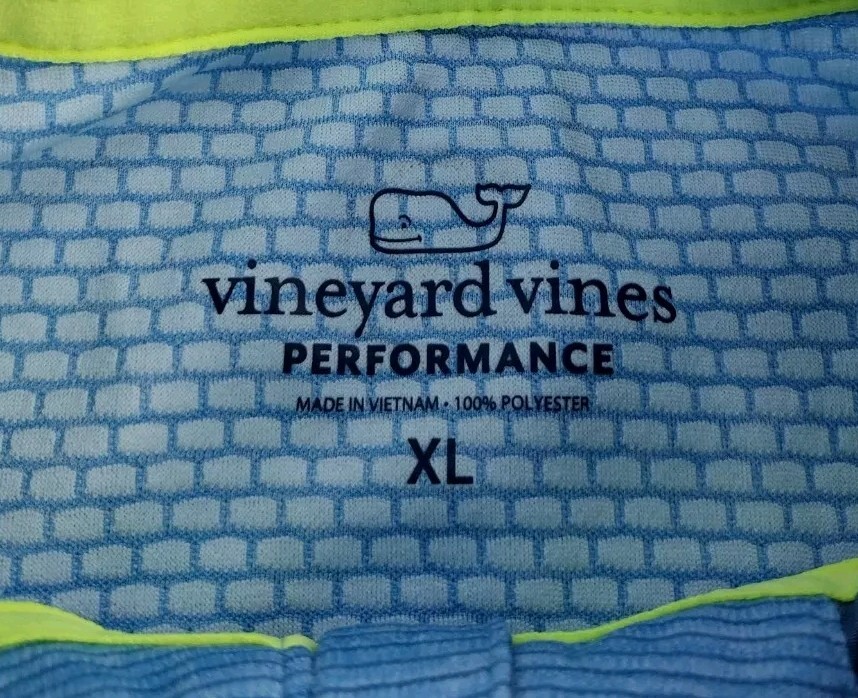 vineyard vines
PERFORMANCE
MADE IN VIETNAM • 100% POLYESTER
XL